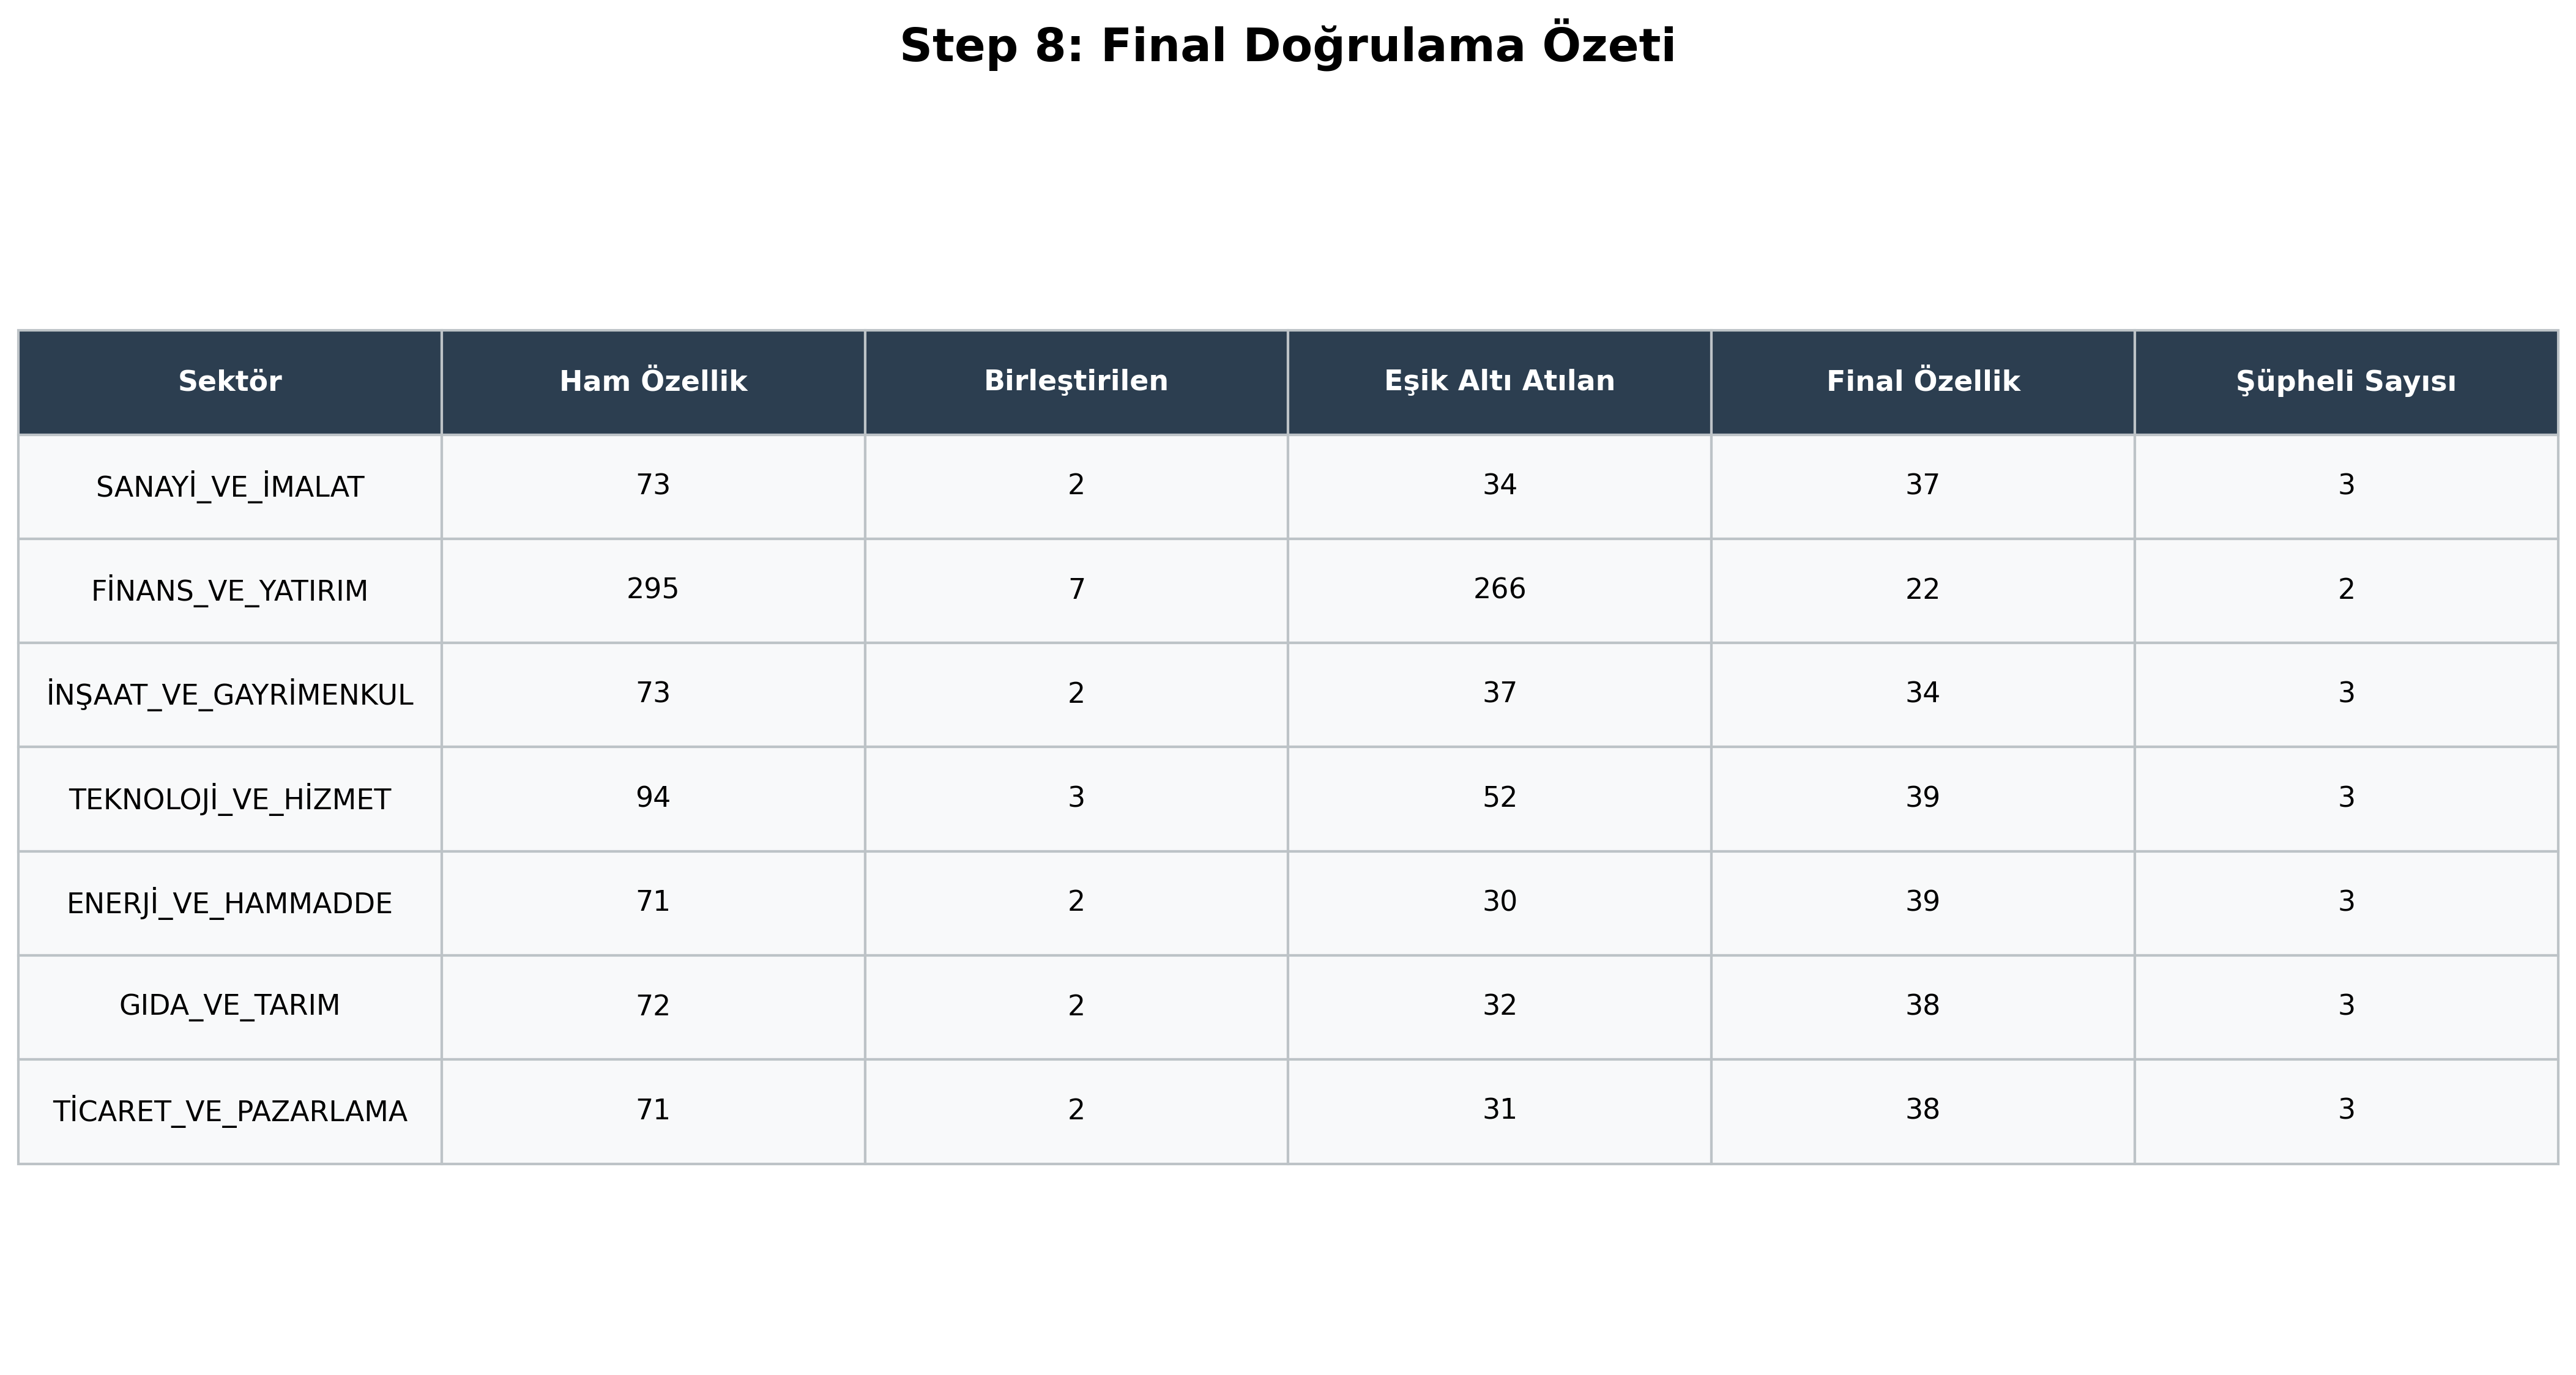 Step 8: Final Doğrulama Özeti
Sektör Ham Özellik Birleştirilen Eşik Altı Atılan Final Özellik Şüpheli Sayısı
SANAYİ_VE_İMALAT 73 2 34 37 3
FİNANS_VE_YATIRIM 295 7 266 22 2
İNŞAAT_VE_GAYRİMENKUL 73 2 37 34 3
TEKNOLOJİ_VE_HİZMET 94 3 52 39 3
ENERJİ_VE_HAMMADDE 71 2 30 39 3
GIDA_VE_TARIM 72 2 32 38 3
TİCARET_VE_PAZARLAMA 71 2 31 38 3